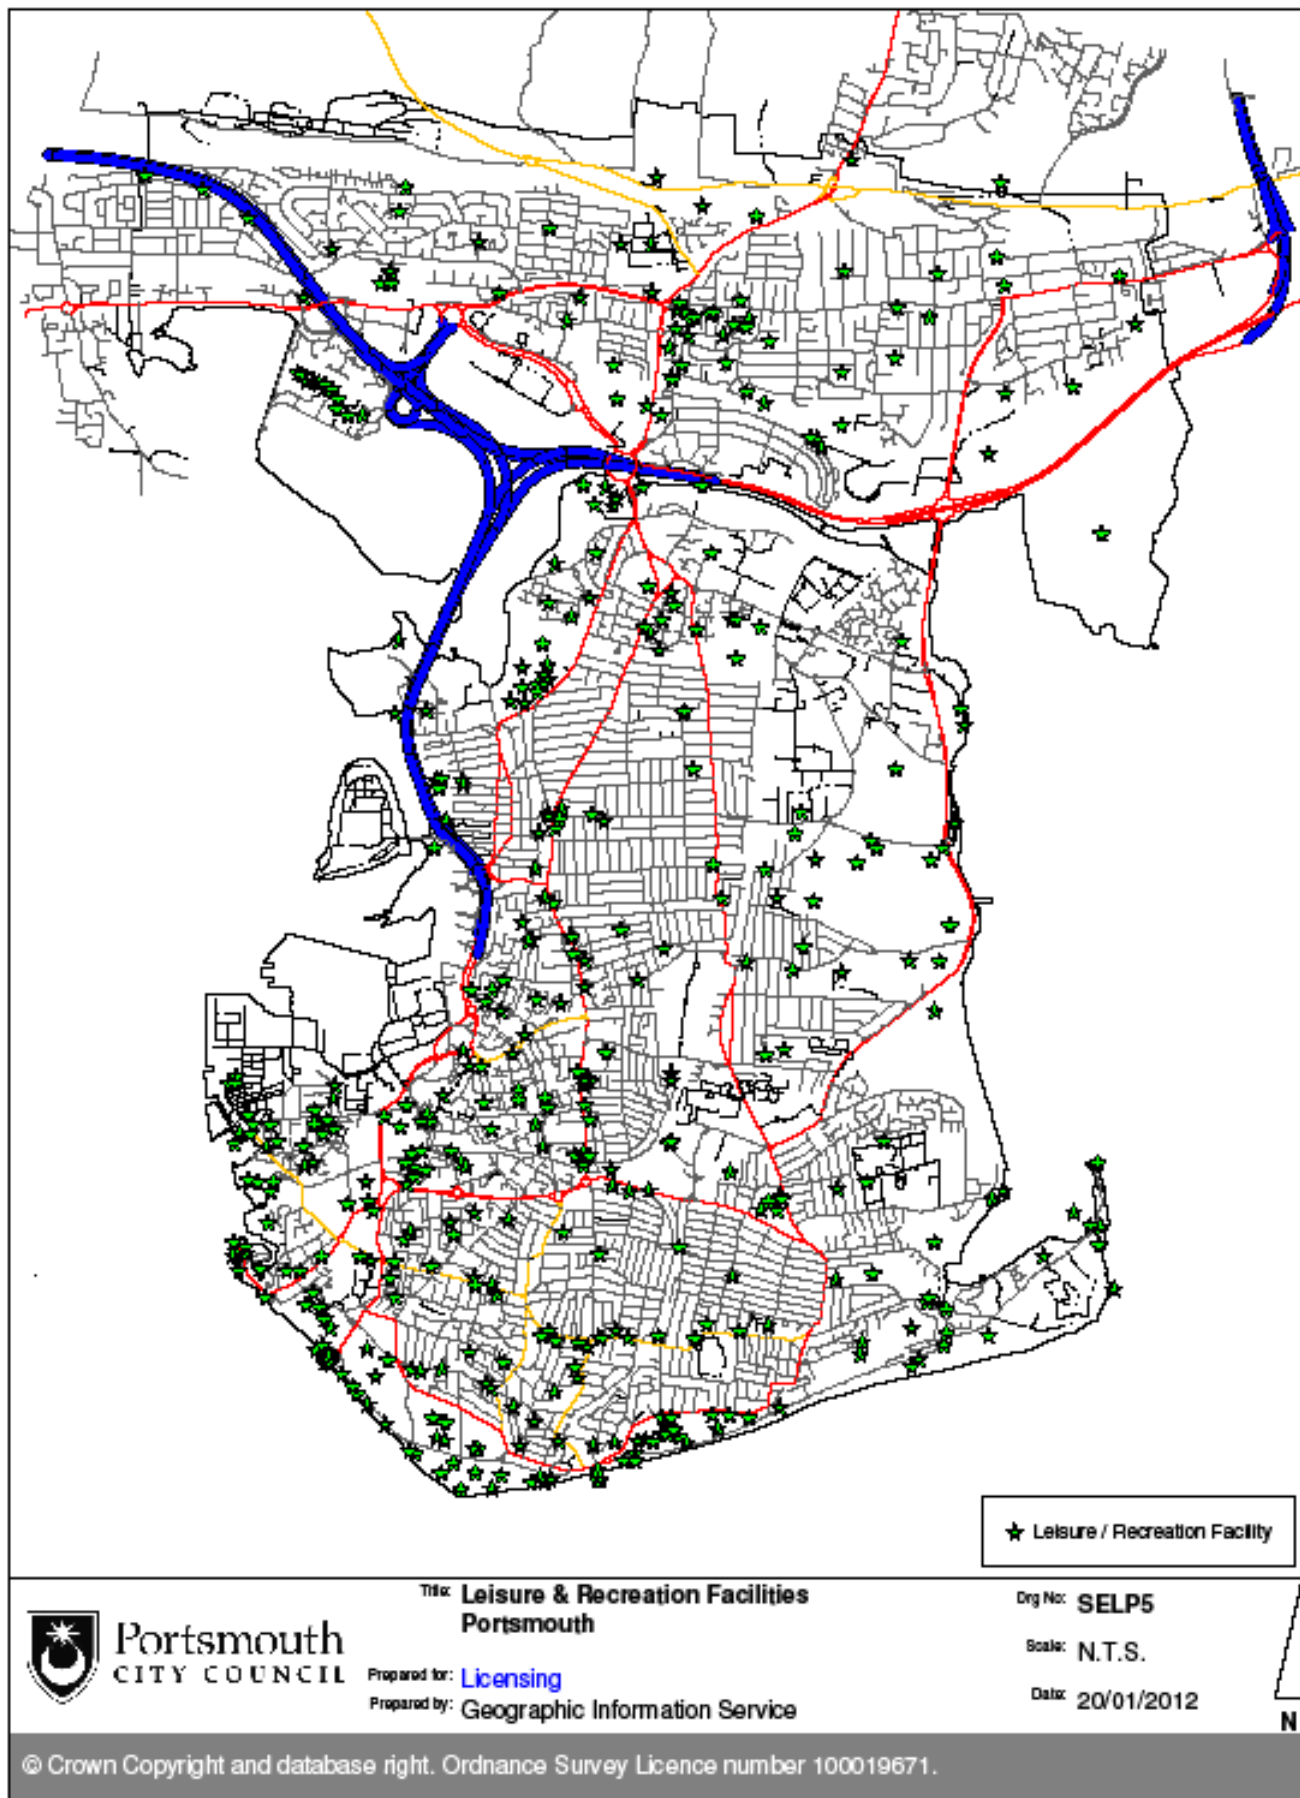 Leisure / Recreation Facility
Title: Leisure & Recreation Facilities
Portsmouth
Portsmouth
CITY COUNCIL
Prepared for: Licensing
Prepared by: Geographic Information Service
Drg No: SELP5
Scale: N.T.S.
Date: 20/01/2012
N
© Crown Copyright and database right. Ordnance Survey Licence number 100019671.